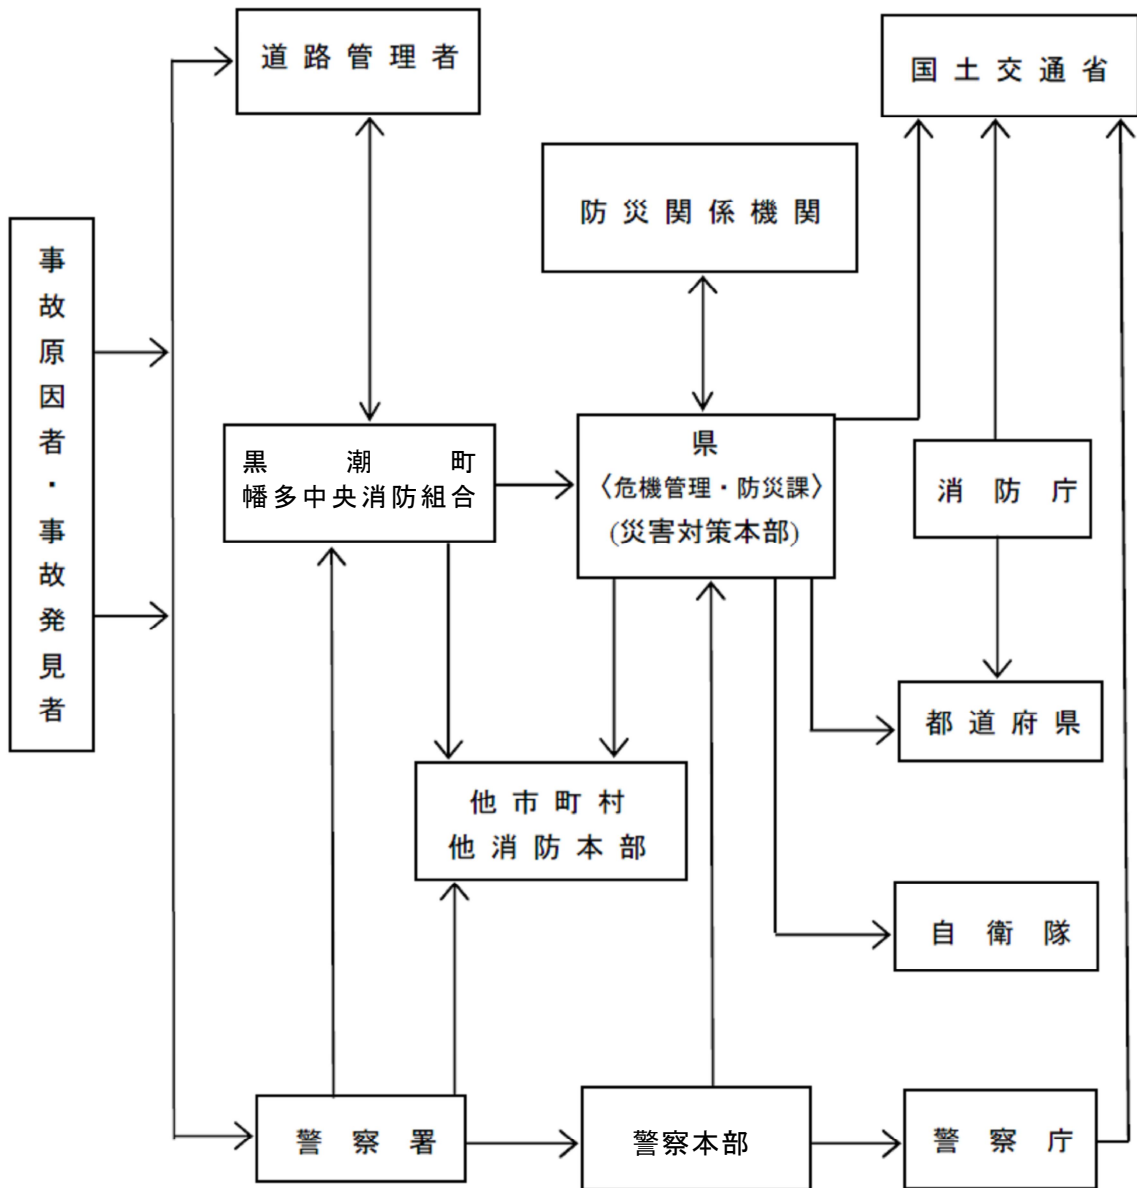 道路管理者
国土交通省
防災関係機関
事故原因者・事故発見者
黒潮町
幡多中央消防組合
県
〈危機管理・防災課〉
(災害対策本部)
消防庁
都道府県
他市町村
他消防本部
自衛隊
警察署
警察本部
警察庁